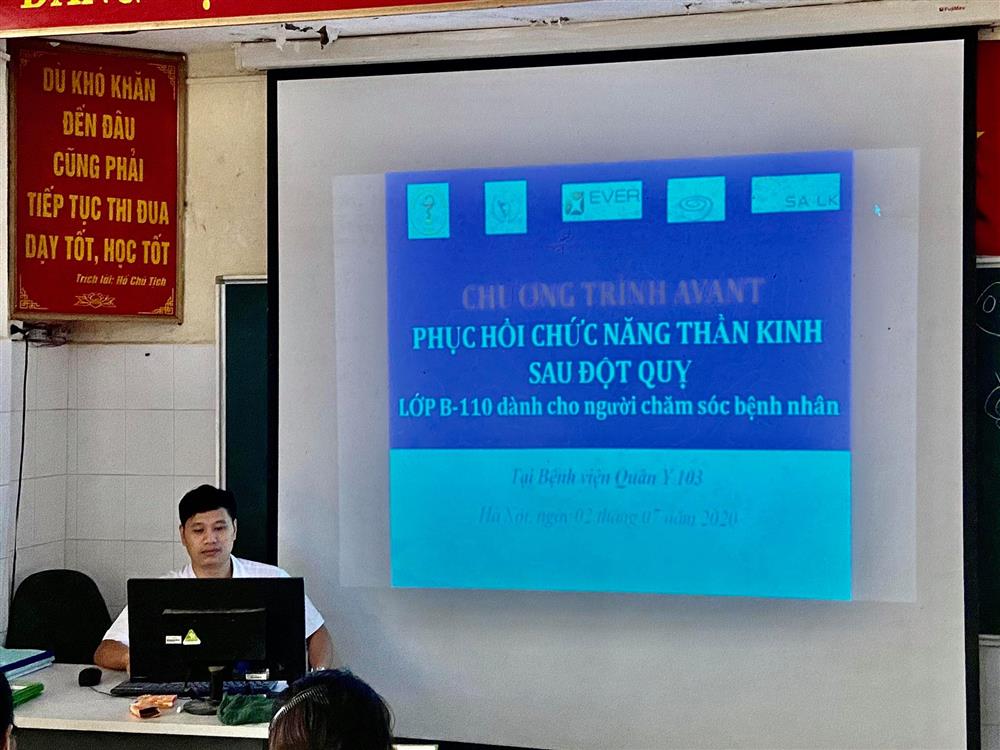 FujiMax
DÙ KHÓ KHĂN
ĐẾN ĐÂU
CŨNG PHẢI
TIẾP TỤC THI ĐUA
DẠY TỐT, HỌC TỐT
Trích lời: Hồ Chủ Tịch
EVER
SA LK
CHƯƠNG TRÌNH AVANT
PHỤC HỒI CHỨC NĂNG THẦN KINH
SAU ĐỘT QUỴ
LỚP B-110 dành cho người chăm sóc bệnh nhân
Tại Bệnh viện Quân Y 103
Hà Nội, ngày 02 tháng 07 năm 2020